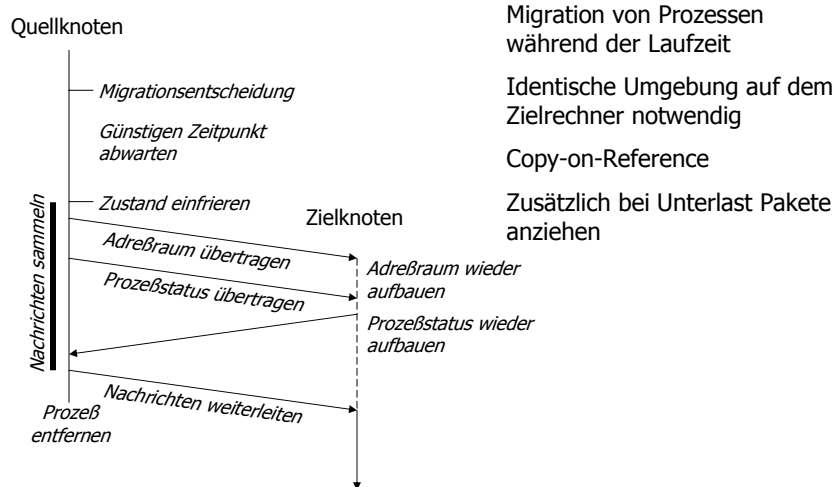 Quellknoten
Migrationsentscheidung
Günstigen Zeitpunkt
abwarten
Zustand einfrieren
Nachrichten sammeln
Zielknoten
Adreßraum übertragen
Adreßraum wieder
aufbauen
Prozeßstatus übertragen
Prozeßstatus wieder
aufbauen
Nachrichten weiterleiten
Prozeß
entfernen
Migration von Prozessen
während der Laufzeit
Identische Umgebung auf dem
Zielrechner notwendig
Copy-on-Reference
Zusätzlich bei Unterlast Pakete
anziehen